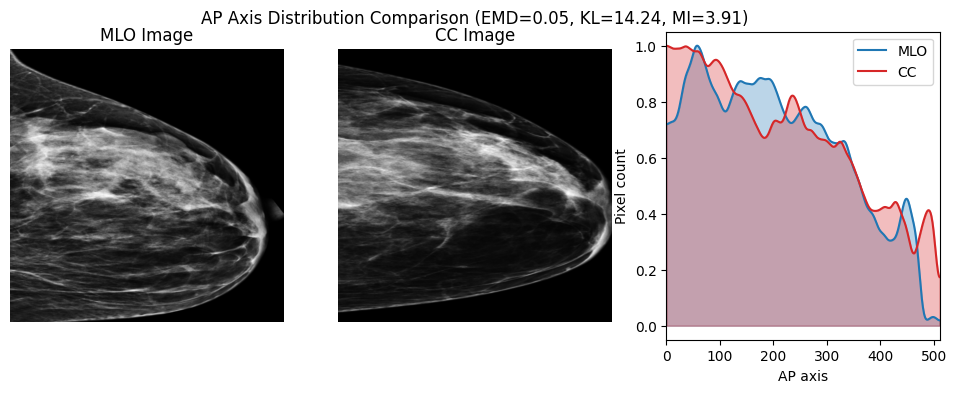 AP Axis Distribution Comparison (EMD=0.05, KL=14.24, MI=3.91)
MLO Image
CC Image
MLO
CC
1.0
0.8
0.6
0.4
0.2
0.0
Pixel count
0 100 200 300 400 500
AP axis